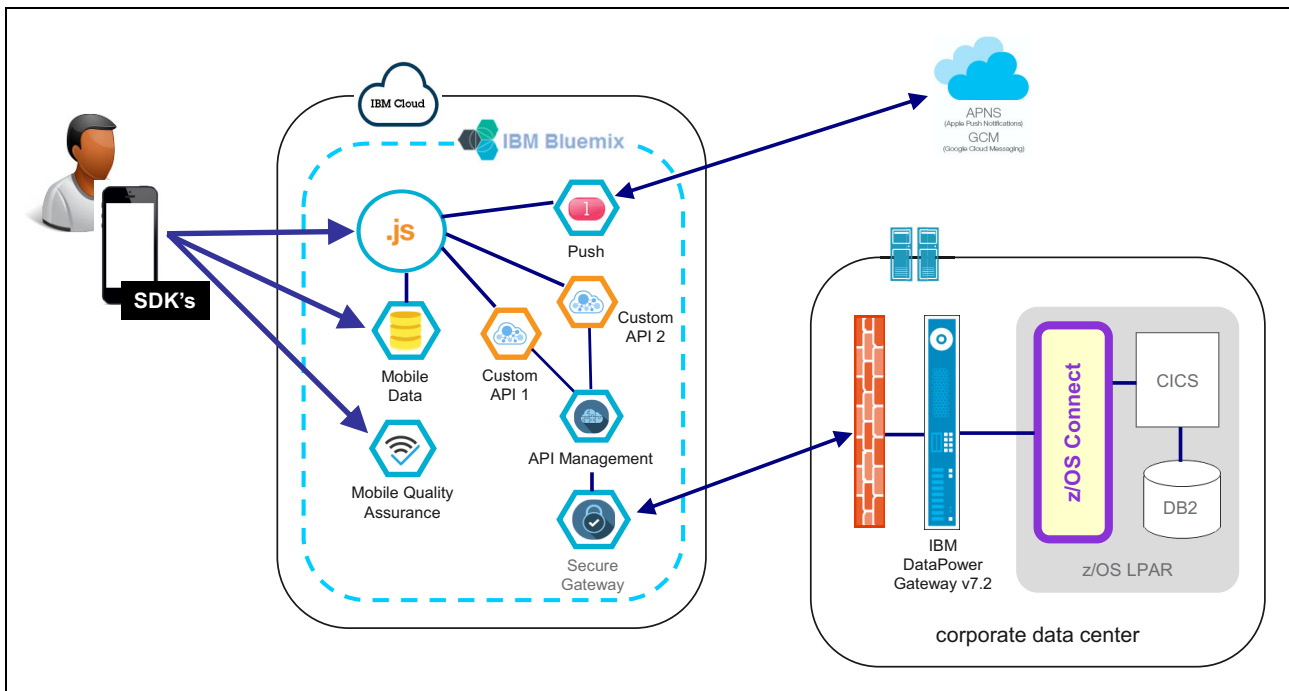 IBM Cloud
IBM Bluemix
APNS
(Apple Push Notifications)
GCM
(Google Cloud Messaging)
.js
1
Push
SDK's
Mobile
Data
Custom
API 1
Custom
API 2
API Management
Mobile Quality
Assurance
Secure
Gateway
IBM
DataPower
Gateway v7.2
z/OS Connect
CICS
DB2
z/OS LPAR
corporate data center